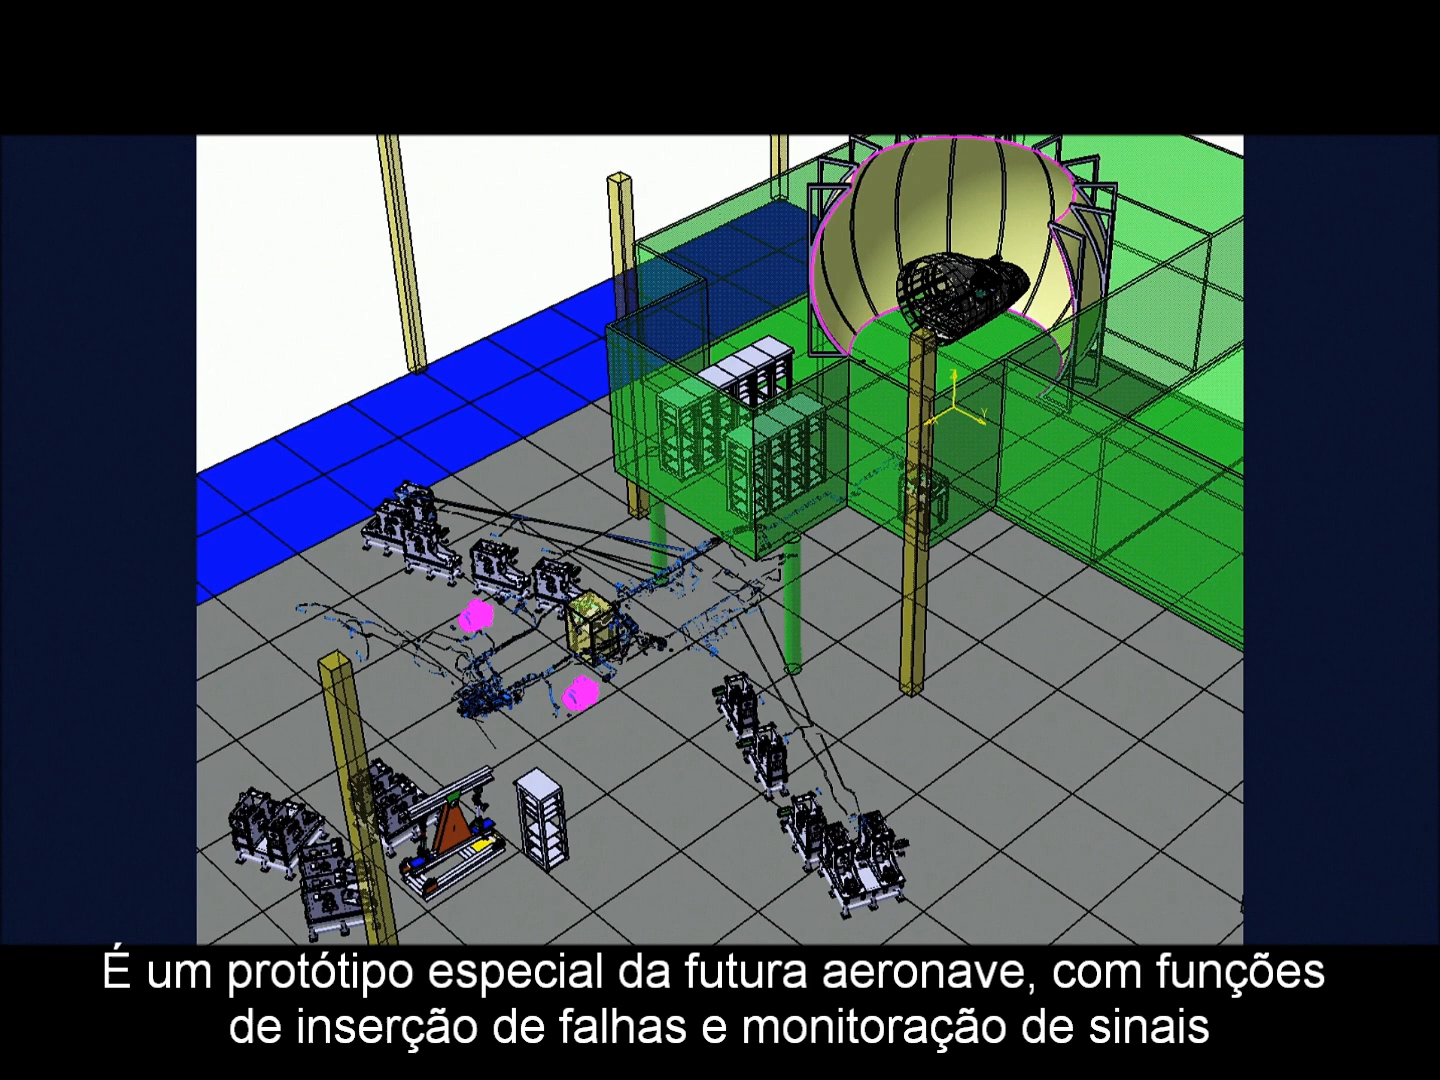 Z
Y
X
É um protótipo especial da futura aeronave, com funções
de inserção de falhas e monitoração de sinais